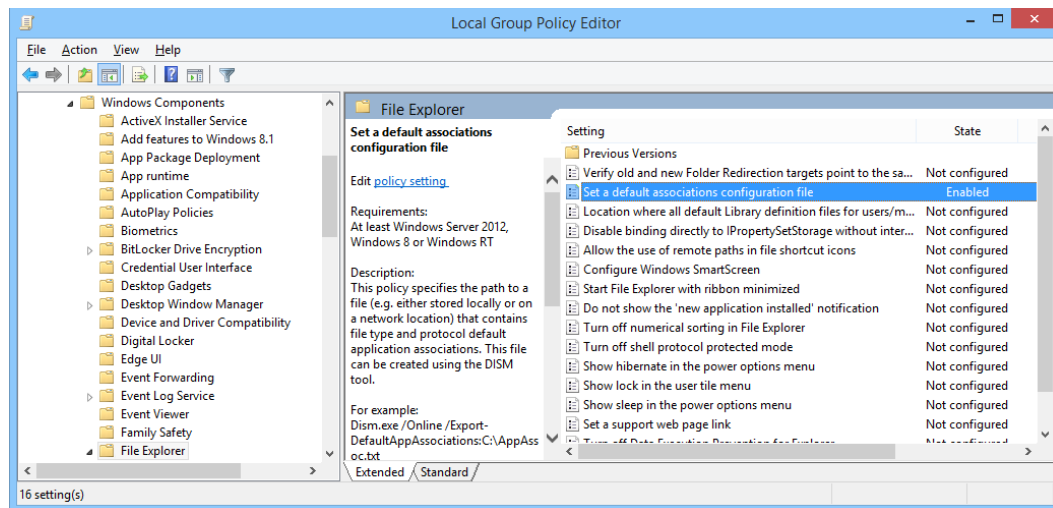 Local Group Policy Editor
File Action View Help
Windows Components
ActiveX Installer Service
Add features to Windows 8.1
App Package Deployment
App runtime
Application Compatibility
AutoPlay Policies
Biometrics
BitLocker Drive Encryption
Credential User Interface
Desktop Gadgets
Desktop Window Manager
Device and Driver Compatibility
Digital Locker
Edge UI
Event Forwarding
Event Log Service
Event Viewer
Family Safety
File Explorer
File Explorer
Set a default associations
configuration file
Edit policy setting
Requirements:
At least Windows Server 2012,
Windows 8 or Windows RT
Description:
This policy specifies the path to a
file (e.g. either stored locally or on
a network location) that contains
file type and protocol default
application associations. This file
can be created using the DISM
tool.
For example:
Dism.exe /Online /Export-
DefaultAppAssociations:C:\AppAss
oc.txt
Setting State
Previous Versions
Verify old and new Folder Redirection targets point to the sa... Not configured
Set a default associations configuration file Enabled
Location where all default Library definition files for users/m... Not configured
Disable binding directly to IPropertySetStorage without inter... Not configured
Allow the use of remote paths in file shortcut icons Not configured
Configure Windows SmartScreen Not configured
Start File Explorer with ribbon minimized Not configured
Do not show the 'new application installed' notification Not configured
Turn off numerical sorting in File Explorer Not configured
Turn off shell protocol protected mode Not configured
Show hibernate in the power options menu Not configured
Show lock in the user tile menu Not configured
Show sleep in the power options menu Not configured
Set a support web page link Not configured
Turn off Data Execution Prevention for Explorer Not configured
Extended Standard
16 setting(s)